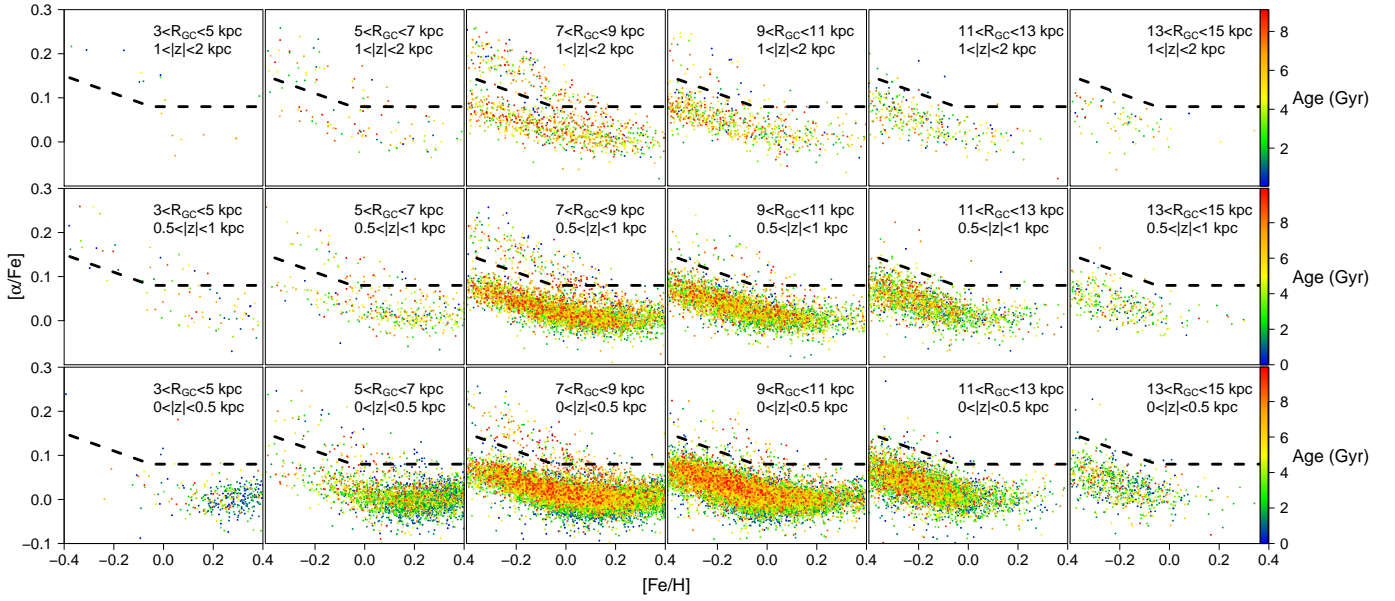 0.3
0.2
0.1
0.0
3<R_GC<5 kpc
1<|z|<2 kpc
5<R_GC<7 kpc
1<|z|<2 kpc
7<R_GC<9 kpc
1<|z|<2 kpc
9<R_GC<11 kpc
1<|z|<2 kpc
11<R_GC<13 kpc
1<|z|<2 kpc
13<R_GC<15 kpc
1<|z|<2 kpc
8
6
4
2
Age (Gyr)
[α/Fe]
0.3
0.2
0.1
0.0
3<R_GC<5 kpc
0.5<|z|<1 kpc
5<R_GC<7 kpc
0.5<|z|<1 kpc
7<R_GC<9 kpc
0.5<|z|<1 kpc
9<R_GC<11 kpc
0.5<|z|<1 kpc
11<R_GC<13 kpc
0.5<|z|<1 kpc
13<R_GC<15 kpc
0.5<|z|<1 kpc
8
6
4
2
0
Age (Gyr)
0.3
0.2
0.1
0.0
−0.1
3<R_GC<5 kpc
0<|z|<0.5 kpc
5<R_GC<7 kpc
0<|z|<0.5 kpc
7<R_GC<9 kpc
0<|z|<0.5 kpc
9<R_GC<11 kpc
0<|z|<0.5 kpc
11<R_GC<13 kpc
0<|z|<0.5 kpc
13<R_GC<15 kpc
0<|z|<0.5 kpc
8
6
4
2
0
Age (Gyr)
−0.4 −0.2 0.0 0.2 0.4
−0.2 0.0 0.2 0.4
−0.2 0.0 0.2 0.4
−0.2 0.0 0.2 0.4
−0.2 0.0 0.2 0.4
−0.2 0.0 0.2 0.4
[Fe/H]